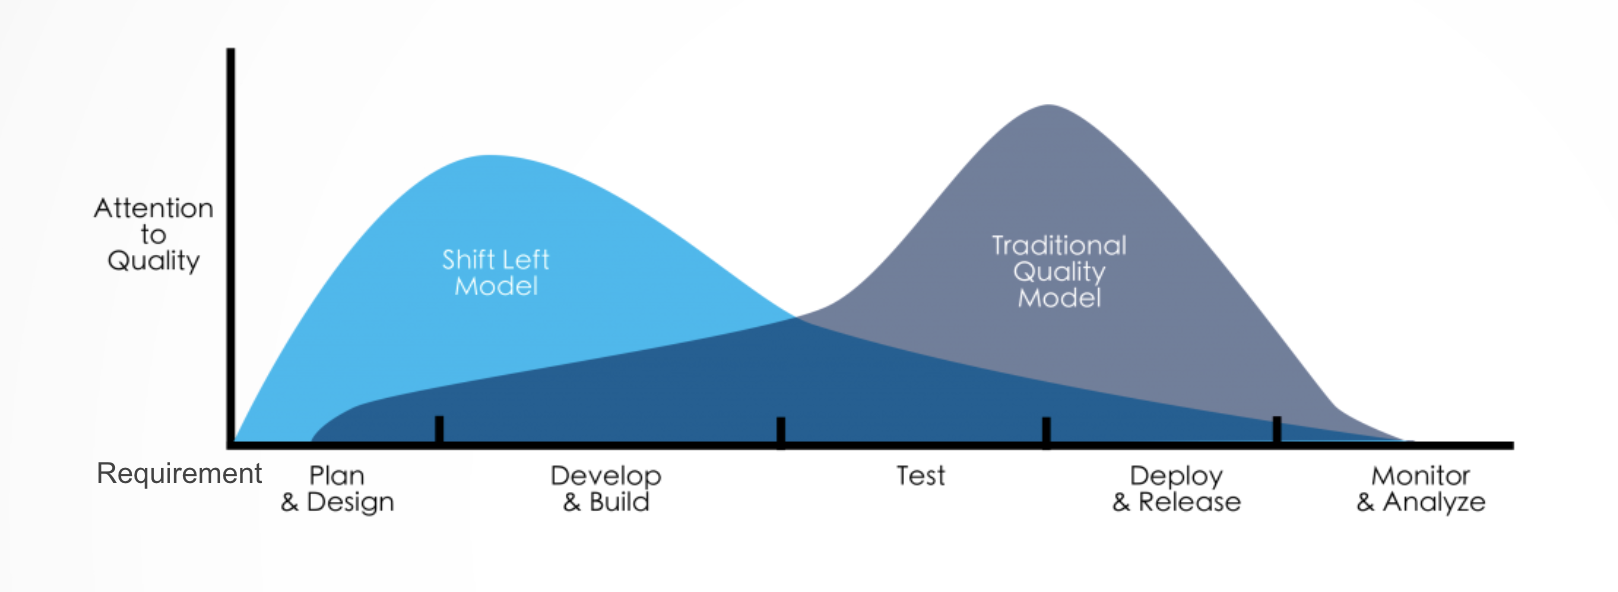 Attention
to
Quality
Shift Left
Model
Traditional
Quality
Model
Requirement
Plan
& Design
Develop
& Build
Test
Deploy
& Release
Monitor
& Analyze